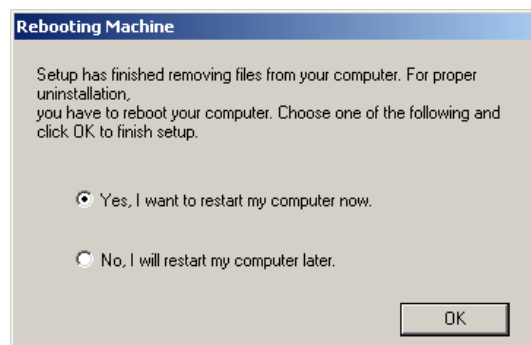 Rebooting Machine
Setup has finished removing files from your computer. For proper
uninstallation,
you have to reboot your computer. Choose one of the following and
click OK to finish setup.
Yes, I want to restart my computer now.
No, I will restart my computer later.
OK